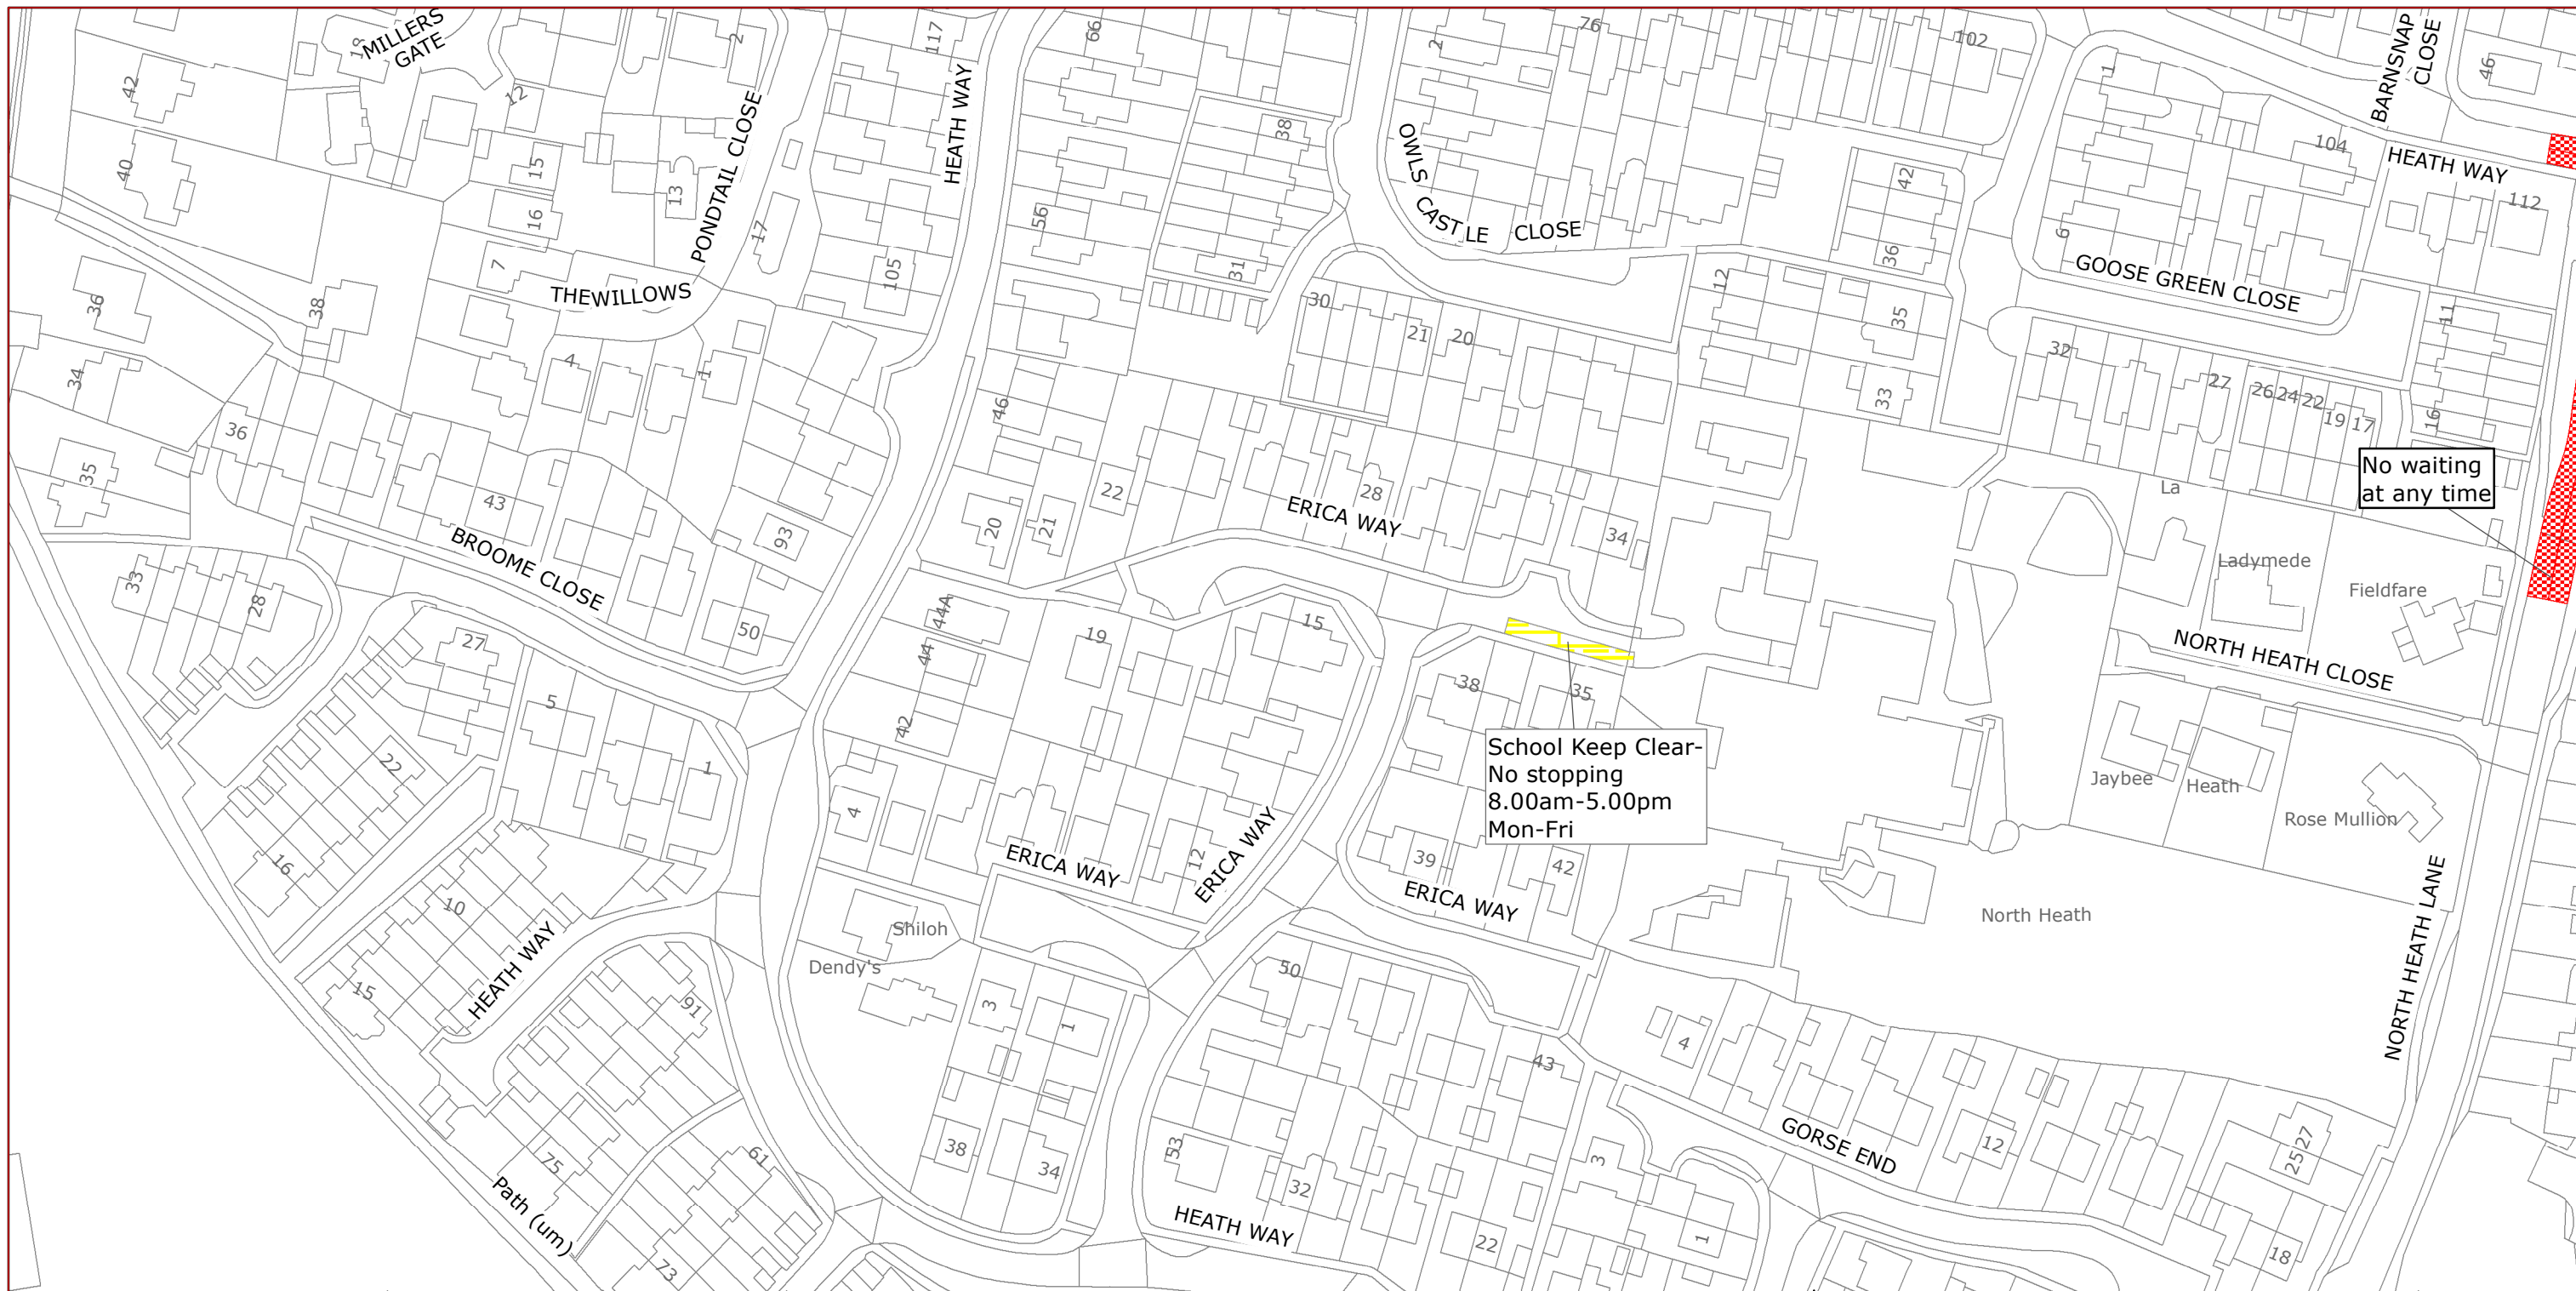 MILLERS
GATE
18
2
117
66
2
76
102
1
BARNSNAP
CLOSE
46
42
12
HEATH WAY
OWLS
CASTLE CLOSE
38
104
HEATH WAY
112
40
15
13
16
PONDTAIL CLOSE
17
56
42
6
36
7
105
31
GOOSE GREEN CLOSE
THEWILLOWS
36
38
30
21
20
12
35
11
32
34
4
1
46
33
27
26
24
22
19
17
16
36
35
43
No waiting
at any time
La
22
28
ERICA WAY
20
21
93
34
BROOME CLOSE
Ladymede
Fieldfare
33
28
50
44A
19
15
27
44
NORTH HEATH CLOSE
38
35
5
42
22
1
School Keep Clear-
No stopping
8.00am-5.00pm
Mon-Fri
Jaybee
Heath
Rose Mullion
4
ERICA WAY
12
ERICA WAY
39
42
ERICA WAY
16
10
Shiloh
North Heath
NORTH HEATH LANE
HEATH WAY
Dendy's
50
15
91
3
1
4
43
GORSE END
12
38
34
53
32
3
2527
75
61
Path (um)
HEATH WAY
22
1
18
73